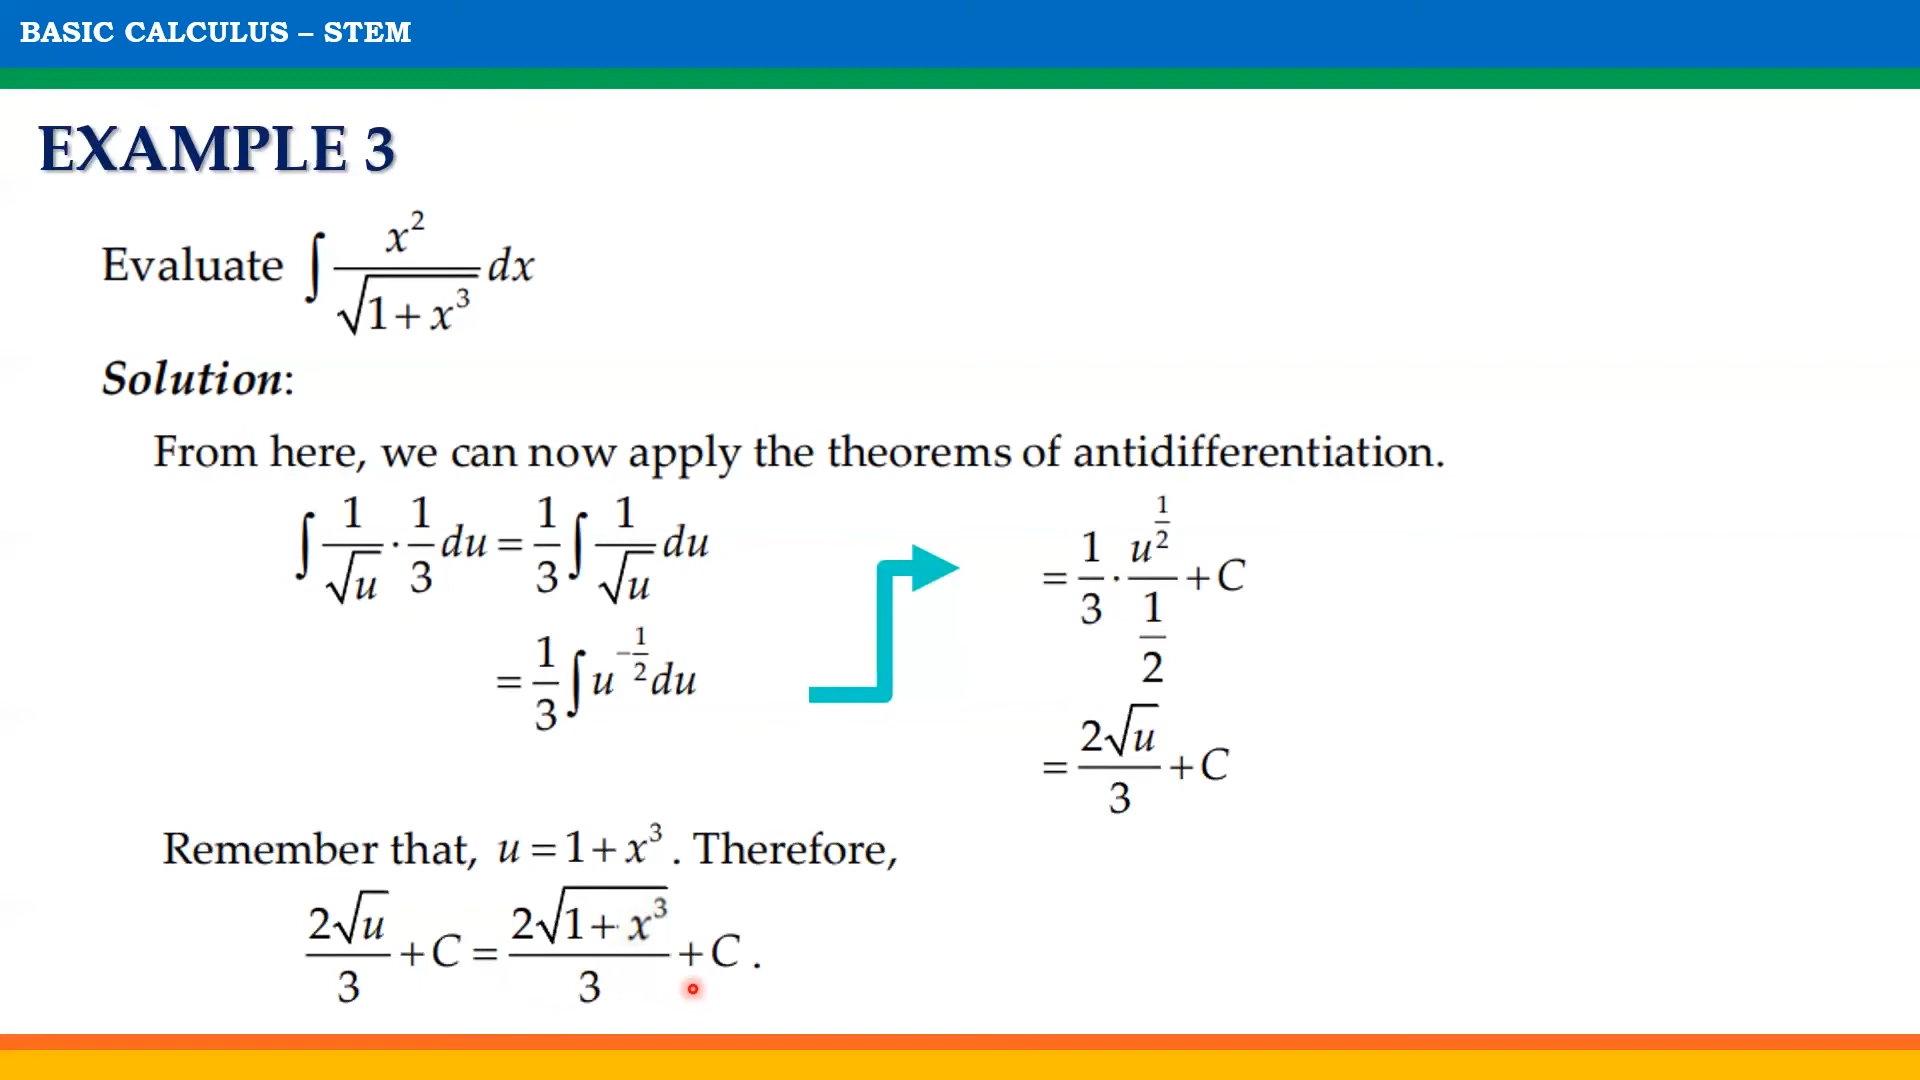 BASIC CALCULUS – STEM
EXAMPLE 3
Evaluate ∫ x²/√(1+x³) dx
Solution:
From here, we can now apply the theorems of antidifferentiation.
∫ 1/√u · 1/3 du = 1/3 ∫ 1/√u du
= 1/3 ∫ u^(-1/2) du
= 1/3 · u^(1/2)/(1/2) + C
= 2√u/3 + C
Remember that, u = 1 + x³. Therefore,
2√u/3 + C = 2√(1+x³)/3 + C.